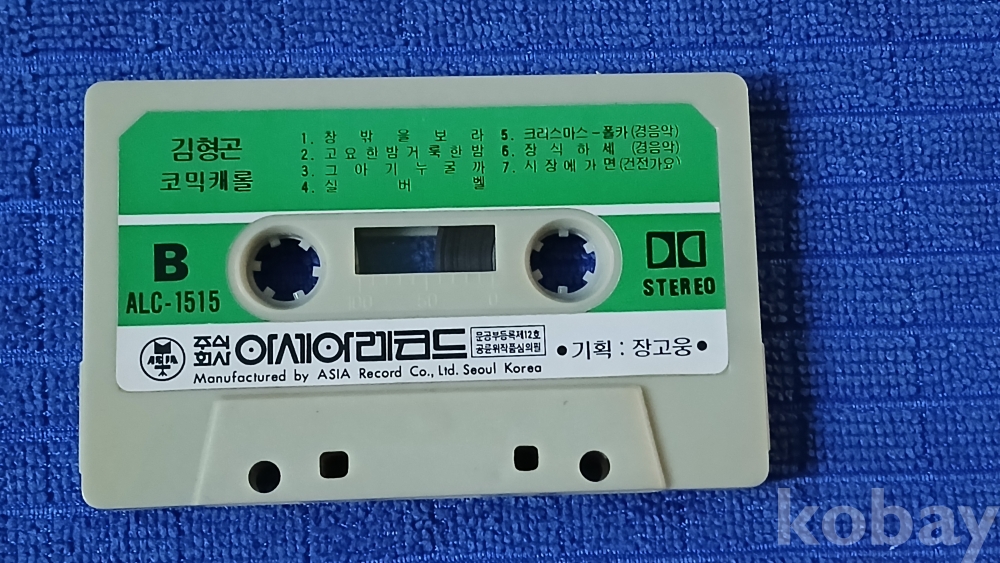 김형곤
코믹캐롤
1. 창밖을보라
2. 고요한밤거룩한밤
3. 그아기누굴까
4. 실버벨
5. 크리스마스-폴카(경음악)
6. 장식하세 (경음악)
7. 시장에가면(건전가요)
B
ALC-1515
STEREO
ASIA
주식회사 아세아레코드
문공부등록제12호
공륜위작품심의필
●기획 : 장고웅●
Manufactured by ASIA Record Co., Ltd. Seoul Korea
100 50 0
kobay